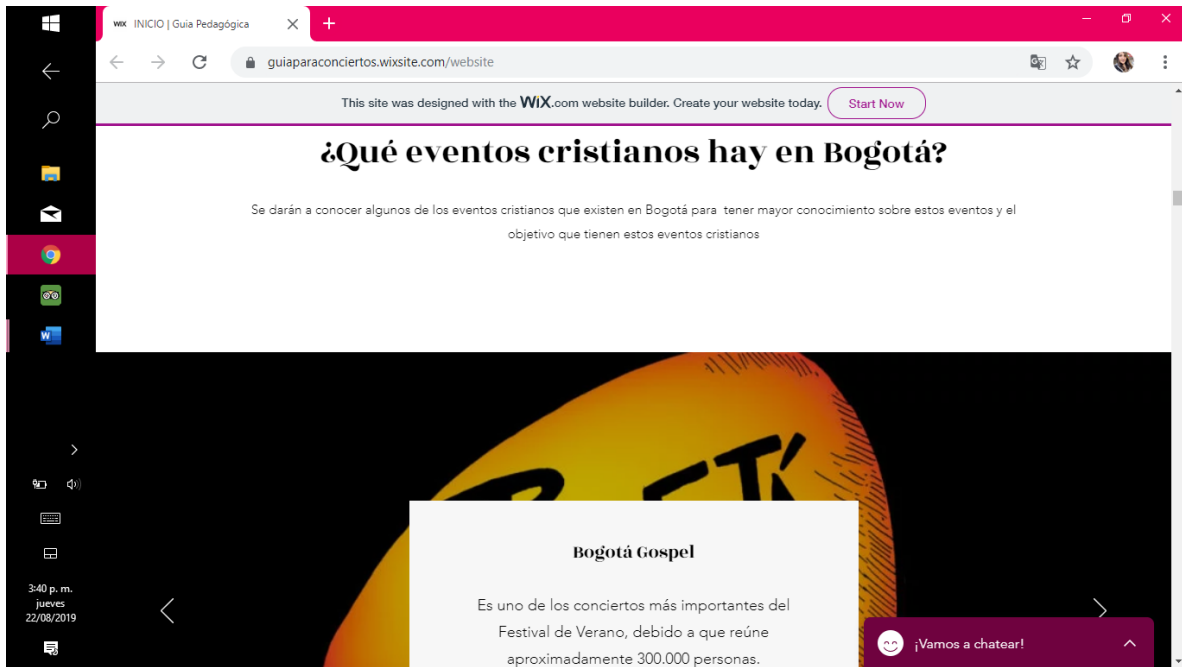 WIX INICIO | Guia Pedagógica
guiaparaconciertos.wixsite.com/website
This site was designed with the WiX.com website builder. Create your website today. Start Now
¿Qué eventos cristianos hay en Bogotá?
Se darán a conocer algunos de los eventos cristianos que existen en Bogotá para tener mayor conocimiento sobre estos eventos y el
objetivo que tienen estos eventos cristianos
Bogotá Gospel
Es uno de los conciertos más importantes del
Festival de Verano, debido a que reúne
aproximadamente 300.000 personas.
¡Vamos a chatear!
3:40 p. m.
jueves
22/08/2019